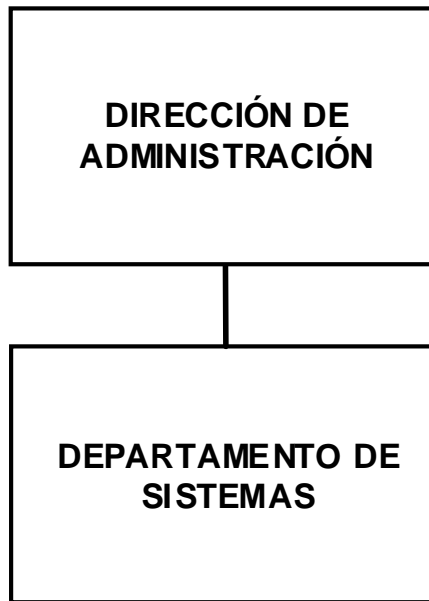 DIRECCIÓN DE
ADMINISTRACIÓN
DEPARTAMENTO DE
SISTEMAS